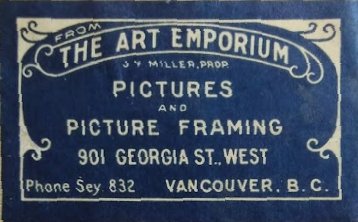 FROM
THE ART EMPORIUM
MILLER, PROP.
PICTURES
AND
PICTURE FRAMING
901 GEORGIA ST., WEST
Phone Sey. 832 VANCOUVER, B. C.